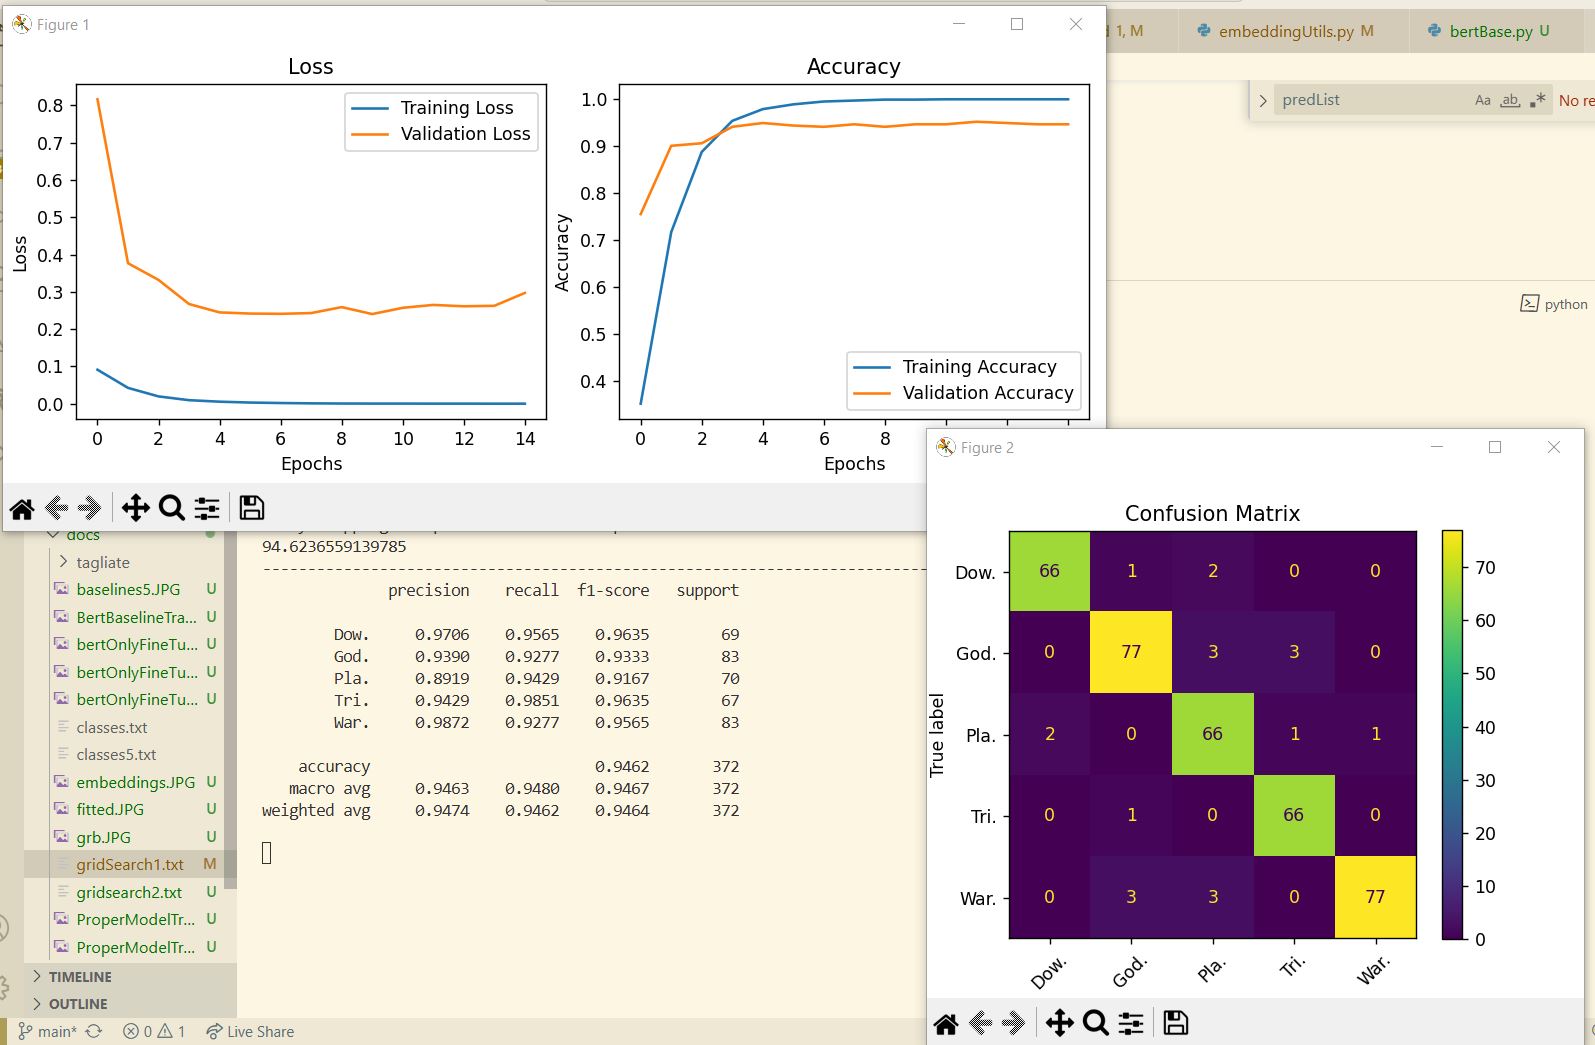 Figure 1
1, M
embeddingUtils.py M
bertBase.py U
predList
Aa
ab
.*
No re
python
Loss
Training Loss
Validation Loss
0.8
0.7
0.6
0.5
0.4
0.3
0.2
0.1
0.0
Loss
0 2 4 6 8 10 12 14
Epochs
Accuracy
1.0
0.9
0.8
0.7
0.6
0.5
0.4
Accuracy
Training Accuracy
Validation Accuracy
0 2 4 6 8
Epochs
docs
tagliate
baselines5.JPG U
BertBaselineTra... U
bertOnlyFineTu... U
bertOnlyFineTu... U
bertOnlyFineTu... U
classes.txt
classes5.txt
embeddings.JPG U
fitted.JPG U
grb.JPG U
gridSearch1.txt M
gridsearch2.txt U
ProperModelTr... U
ProperModelTr... U
TIMELINE
OUTLINE
main*
0 1
Live Share
94.6236559139785
precision recall f1-score support
Dow. 0.9706 0.9565 0.9635 69
God. 0.9390 0.9277 0.9333 83
Pla. 0.8919 0.9429 0.9167 70
Tri. 0.9429 0.9851 0.9635 67
War. 0.9872 0.9277 0.9565 83
accuracy 0.9462 372
macro avg 0.9463 0.9480 0.9467 372
weighted avg 0.9474 0.9462 0.9464 372
Figure 2
Confusion Matrix
True label
Dow. 66 1 2 0 0
God. 0 77 3 3 0
Pla. 2 0 66 1 1
Tri. 0 1 0 66 0
War. 0 3 3 0 77
Dow. God. Pla. Tri. War.
70
60
50
40
30
20
10
0